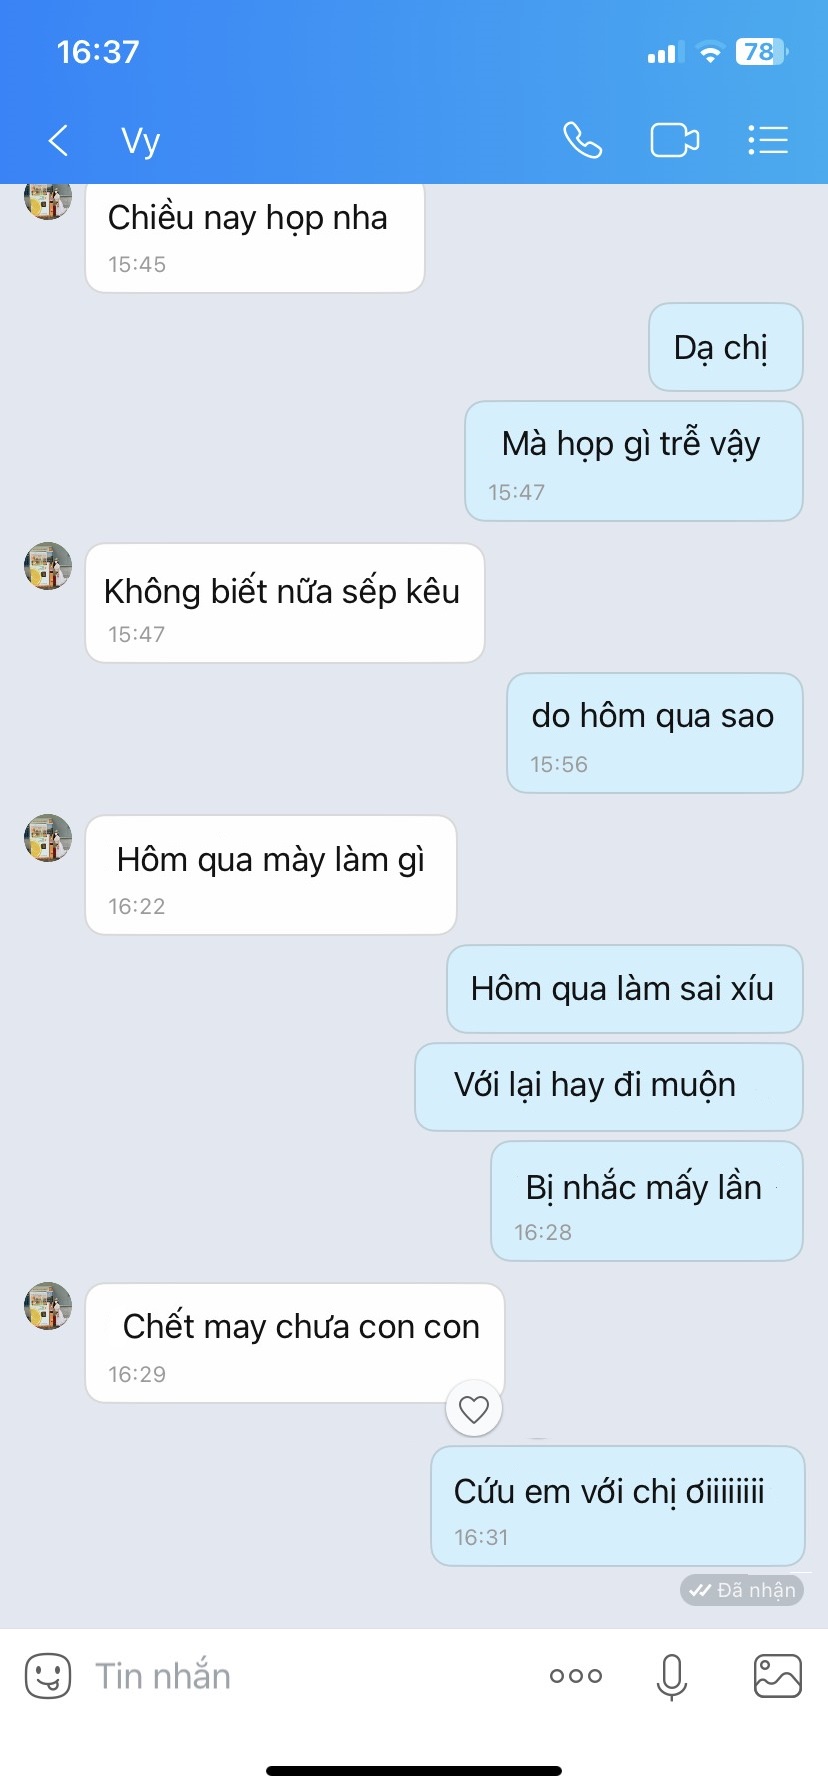 16:37
78
Vy
Chiều nay họp nha
15:45
Dạ chị
Mà họp gì trễ vậy
15:47
Không biết nữa sếp kêu
15:47
do hôm qua sao
15:56
Hôm qua mày làm gì
16:22
Hôm qua làm sai xíu
Với lại hay đi muộn
Bị nhắc mấy lần
16:28
Chết may chưa con con
16:29
Cứu em với chị ơiiiiiiiii
16:31
Đã nhận
Tin nhắn